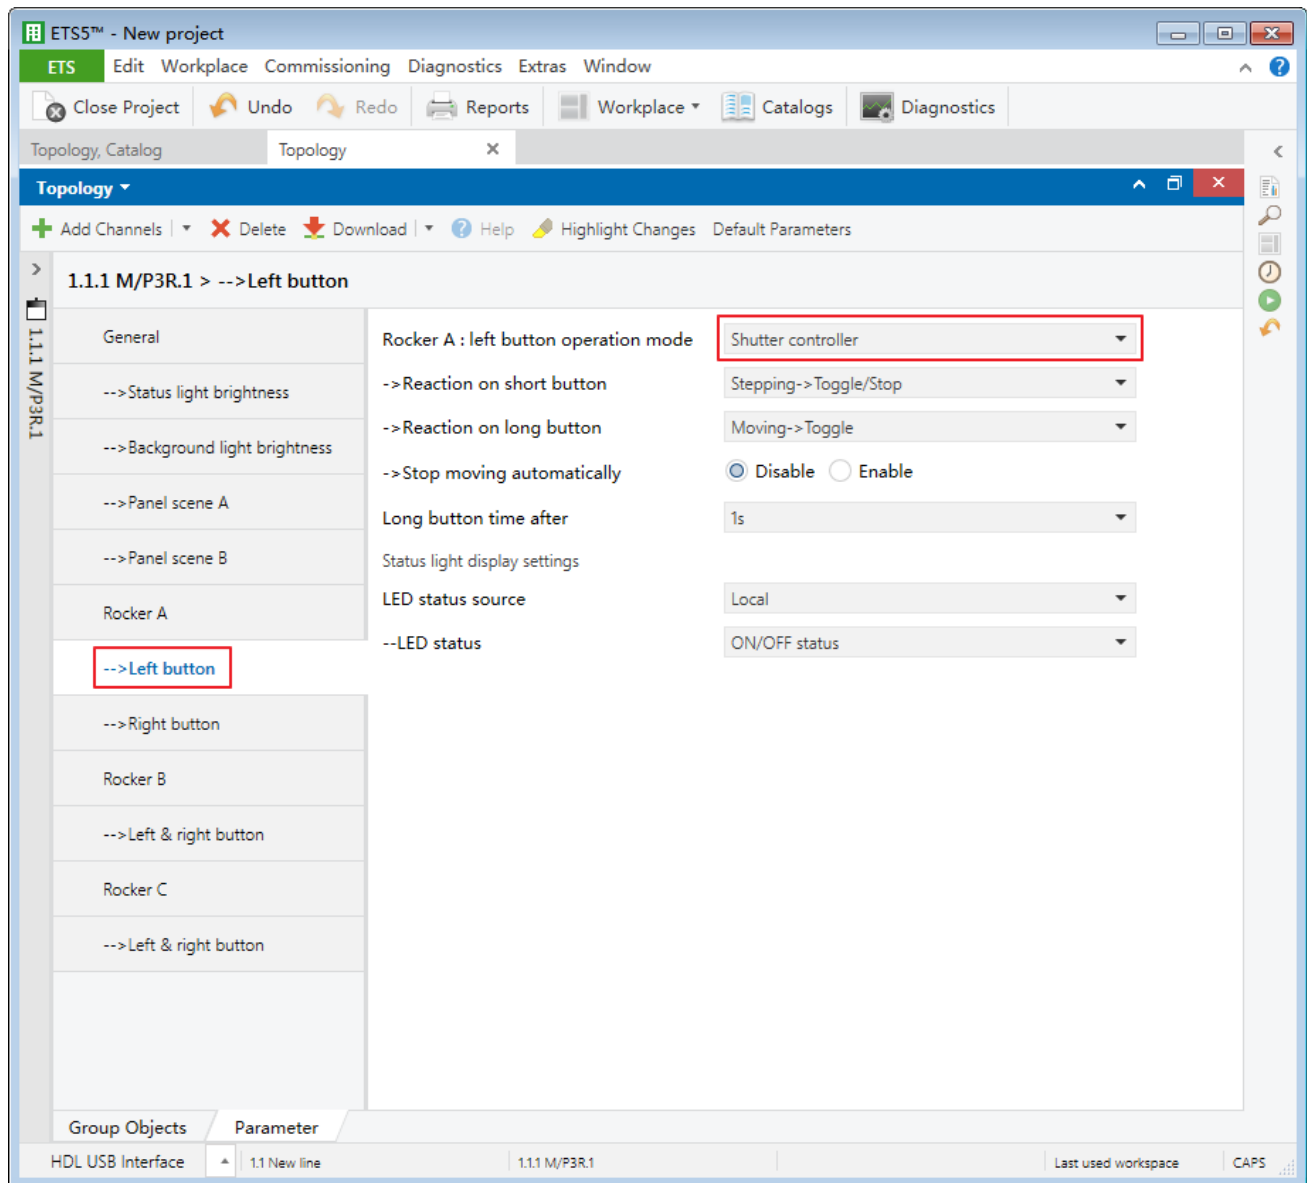 ETS5™ - New project
ETS Edit Workplace Commissioning Diagnostics Extras Window
Close Project Undo Redo Reports Workplace Catalogs Diagnostics
Topology, Catalog Topology
Topology
Add Channels Delete Download Help Highlight Changes Default Parameters
1.1.1 M/P3R.1 > -->Left button
1.1.1 M/P3R.1
General
-->Status light brightness
-->Background light brightness
-->Panel scene A
-->Panel scene B
Rocker A
-->Left button
-->Right button
Rocker B
-->Left & right button
Rocker C
-->Left & right button
Rocker A : left button operation mode Shutter controller
->Reaction on short button Stepping->Toggle/Stop
->Reaction on long button Moving->Toggle
->Stop moving automatically Disable Enable
Long button time after 1s
Status light display settings
LED status source Local
--LED status ON/OFF status
Group Objects Parameter
HDL USB Interface 1.1 New line 1.1.1 M/P3R.1 Last used workspace CAPS